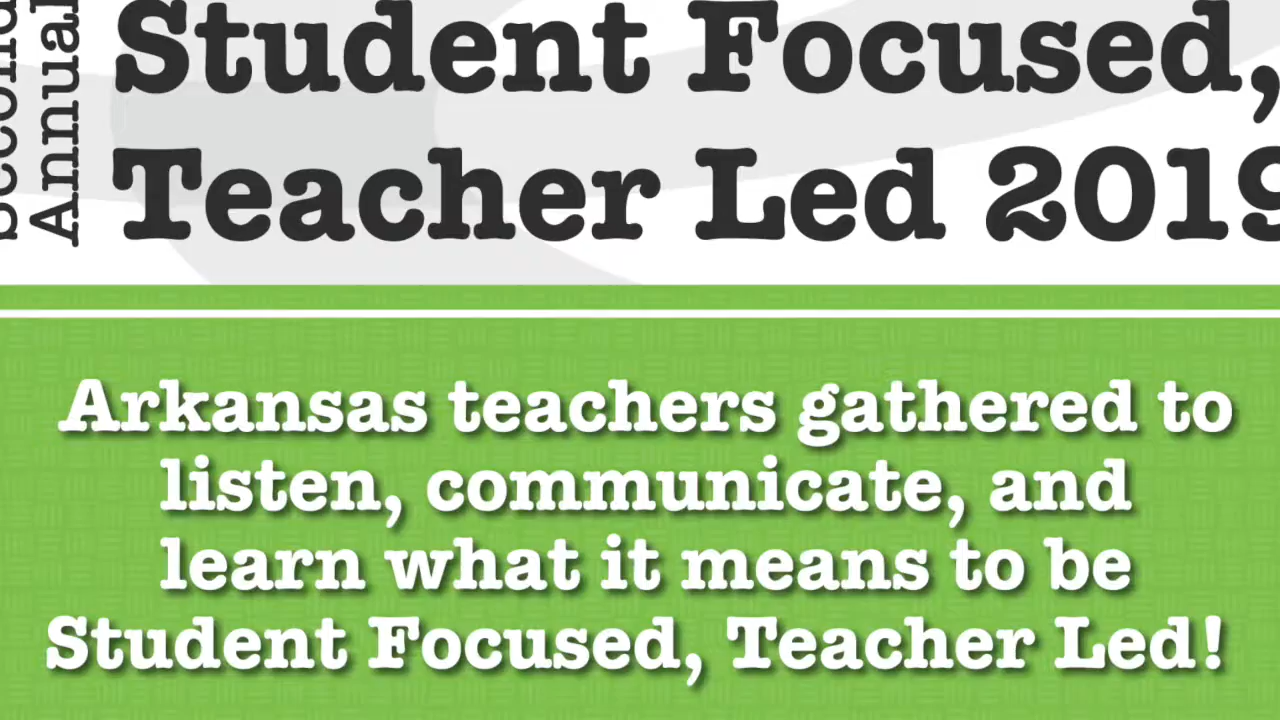 Second
Annual
Student Focused,
Teacher Led 2019
Arkansas teachers gathered to
listen, communicate, and
learn what it means to be
Student Focused, Teacher Led!